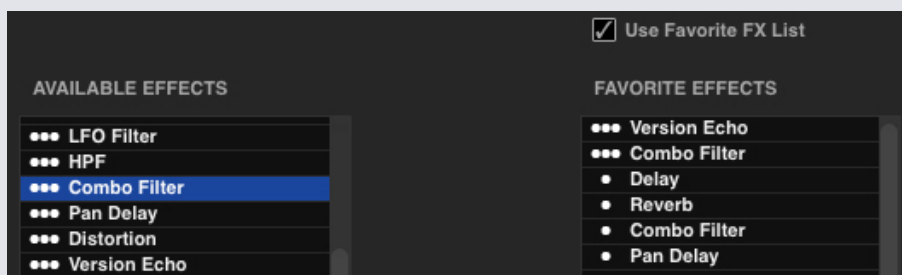 Use Favorite FX List
AVAILABLE EFFECTS
LFO Filter
HPF
Combo Filter
Pan Delay
Distortion
Version Echo
FAVORITE EFFECTS
Version Echo
Combo Filter
Delay
Reverb
Combo Filter
Pan Delay